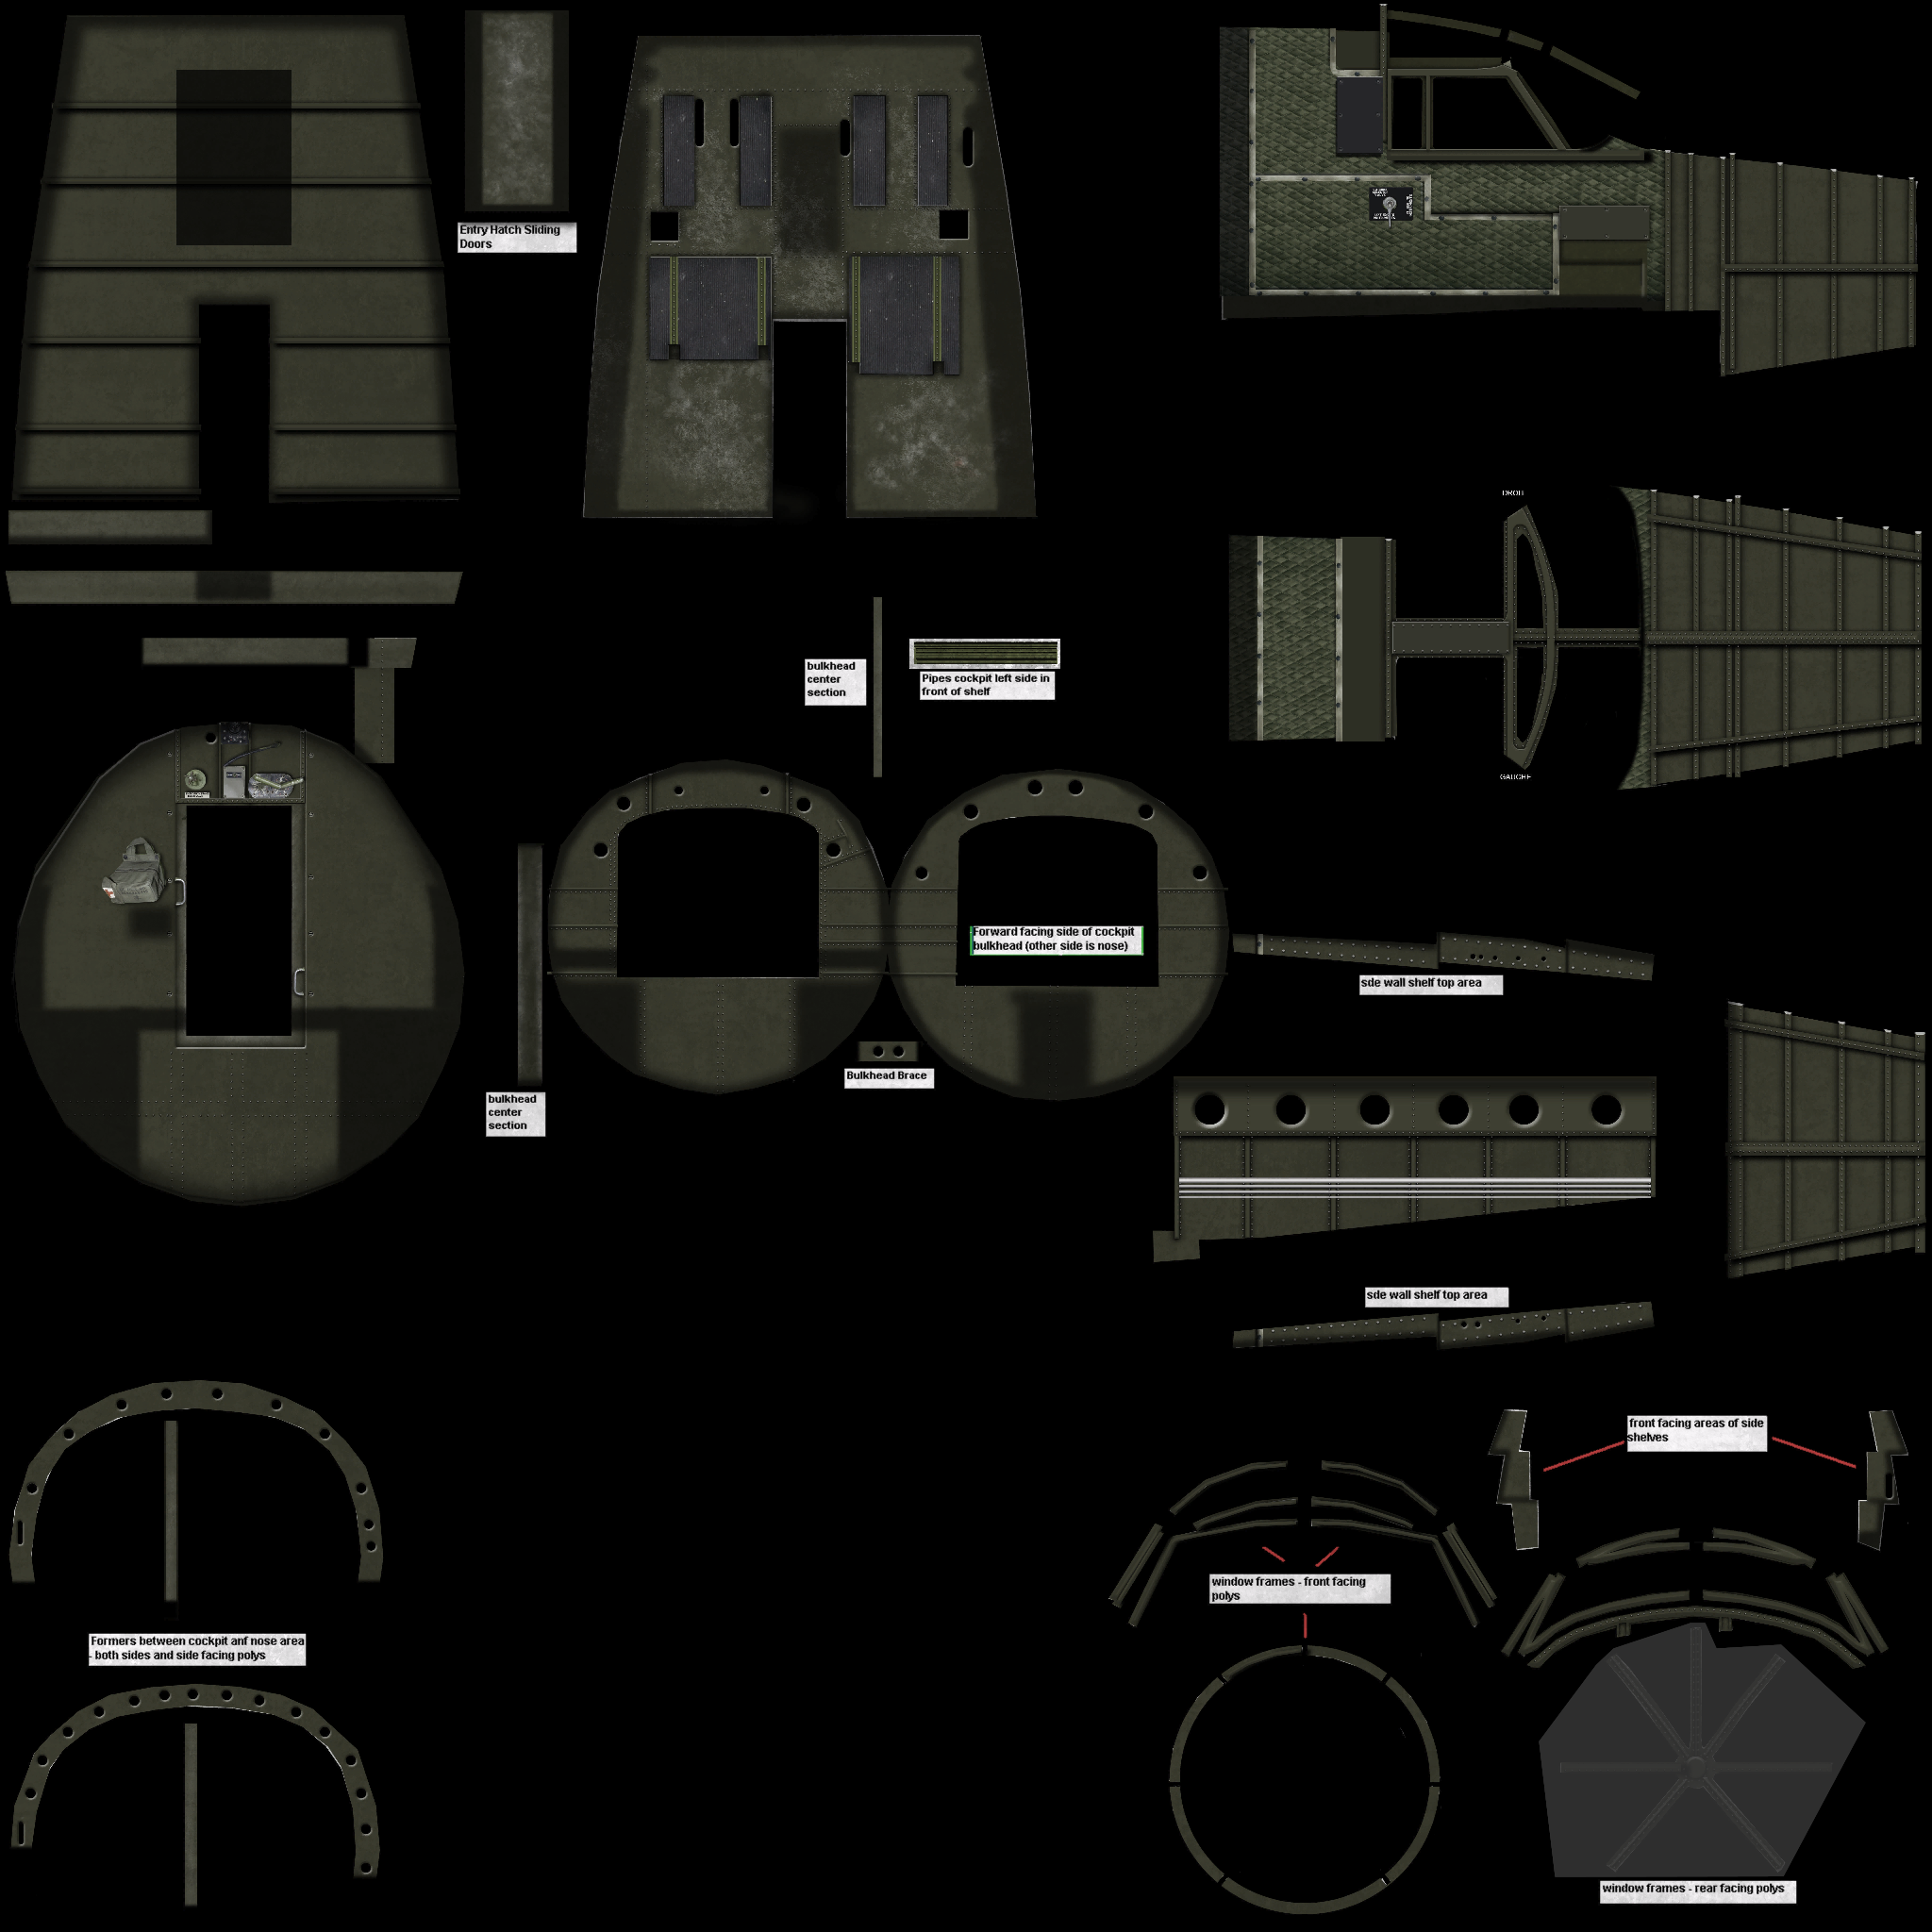 Entry Hatch Sliding
Doors
DROIT
bulkhead
center
section
Pipes cockpit left side in
front of shelf
GAUCHE
Forward facing side of cockpit
bulkhead (other side is nose)
sde wall shelf top area
Bulkhead Brace
bulkhead
center
section
sde wall shelf top area
front facing areas of side
shelves
window frames - front facing
polys
Formers between cockpit anf nose area
- both sides and side facing polys
window frames - rear facing polys